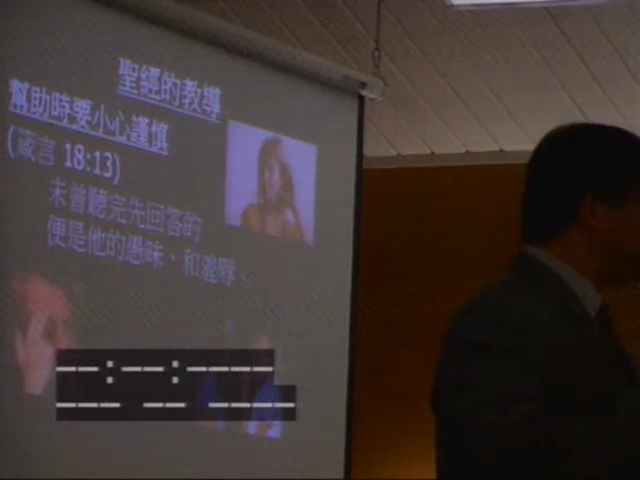 聖經的教導
幫助時要小心謹慎
(箴言 18:13)
未曾聽完先回答的
便是他的愚昧、和羞辱。
--:--:----
--- -- ----